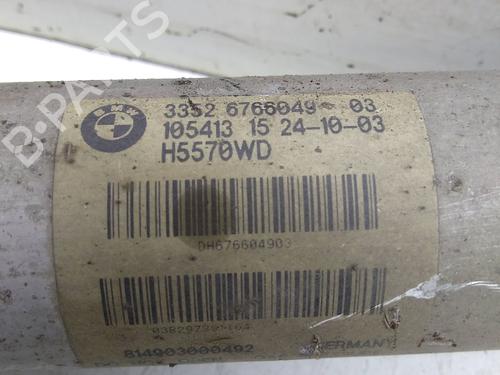 B-PARTS
BMW
3352 6766049 03
105413 15 24-10-03
H5570WD
DH676604903
814903000492
GERMANY